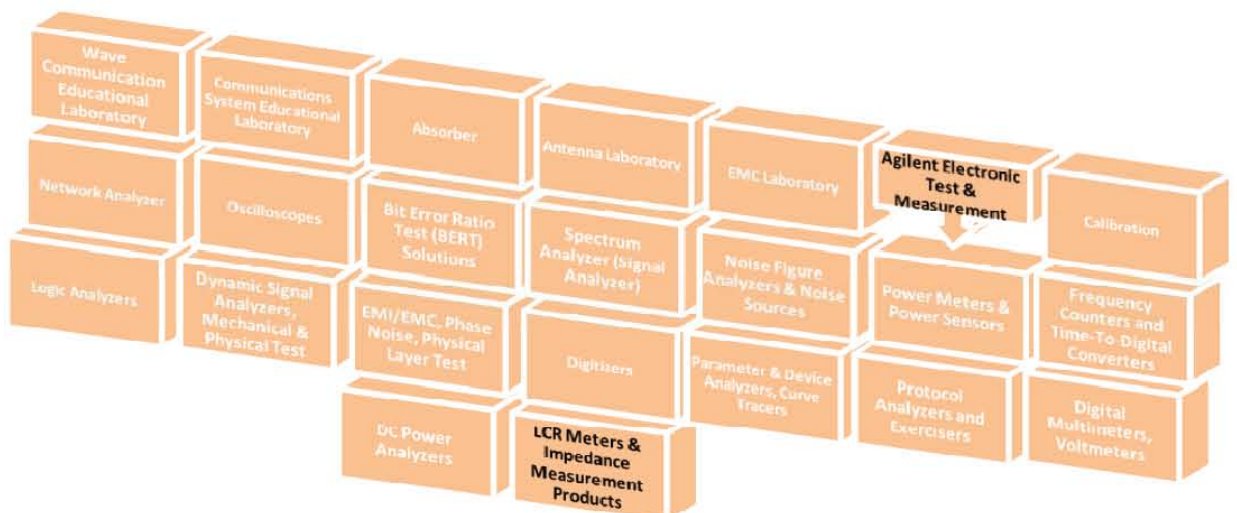 Wave
Communication
Educational
Laboratory
Communications
System Educational
Laboratory
Absorber
Antenna Laboratory
EMC Laboratory
Agilent Electronic
Test &
Measurement
Calibration
Network Analyzer
Oscilloscopes
Bit Error Ratio
Test (BERT)
Solutions
Spectrum
Analyzer (Signal
Analyzer)
Noise Figure
Analyzers & Noise
Sources
Power Meters &
Power Sensors
Frequency
Counters and
Time-To-Digital
Converters
Logic Analyzers
Dynamic Signal
Analyzers,
Mechanical &
Physical Test
EMI/EMC, Phase
Noise, Physical
Layer Test
Digitizers
Parameter & Device
Analyzers, Curve
Tracers
Protocol
Analyzers and
Exercisers
Digital
Multimeters,
Voltmeters
DC Power
Analyzers
LCR Meters &
Impedance
Measurement
Products